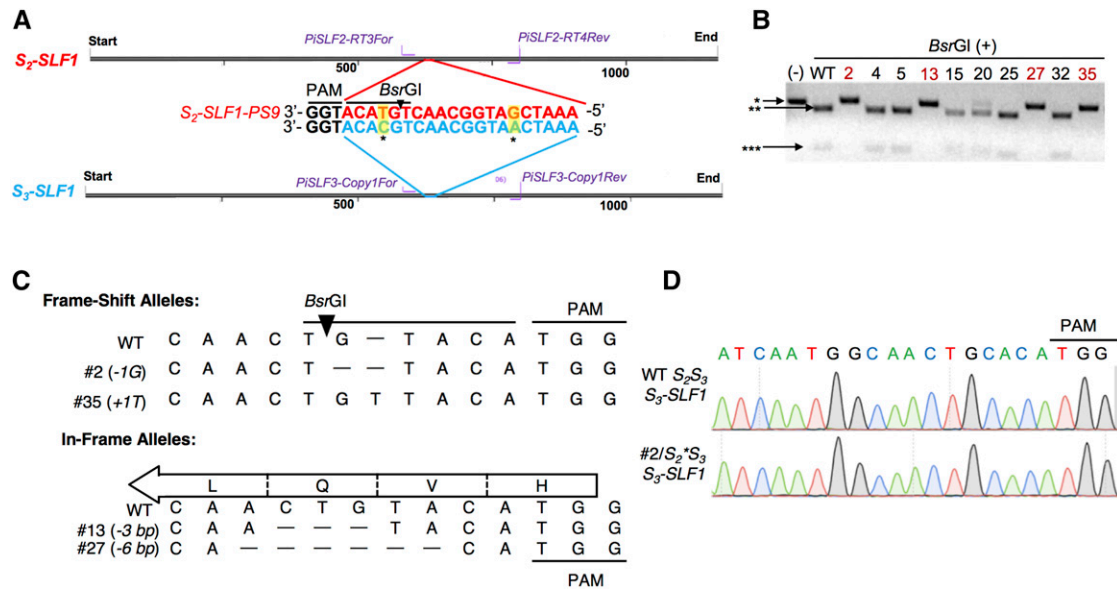 A
Start
PiSLF2-RT3For
PiSLF2-RT4Rev
End
S2-SLF1
500
1000
PAM
BsrGI
S2-SLF1-PS9
3'- GGTACATGTCAACGGTAGCTAAA -5'
3'- GGTACACGTCAACGGTAACTAAA -5'
* *
Start
PiSLF3-Copy1For
PiSLF3-Copy1Rev
End
S3-SLF1
500
1000
B
BsrGI (+)
(-) WT 2 4 5 13 15 20 25 27 32 35
*
**
***
C
Frame-Shift Alleles:
BsrGI
PAM
WT C A A C T G — T A C A T G G
#2 (-1G) C A A C T — — T A C A T G G
#35 (+1T) C A A C T G T T A C A T G G
In-Frame Alleles:
L Q V H
WT C A A C T G T A C A T G G
#13 (-3 bp) C A A — — — T A C A T G G
#27 (-6 bp) C A — — — — — — C A T G G
PAM
D
PAM
A T C A A T G G C A A C T G C A C A T G G
WT S2S3
S3-SLF1
#2/S2*S3
S3-SLF1